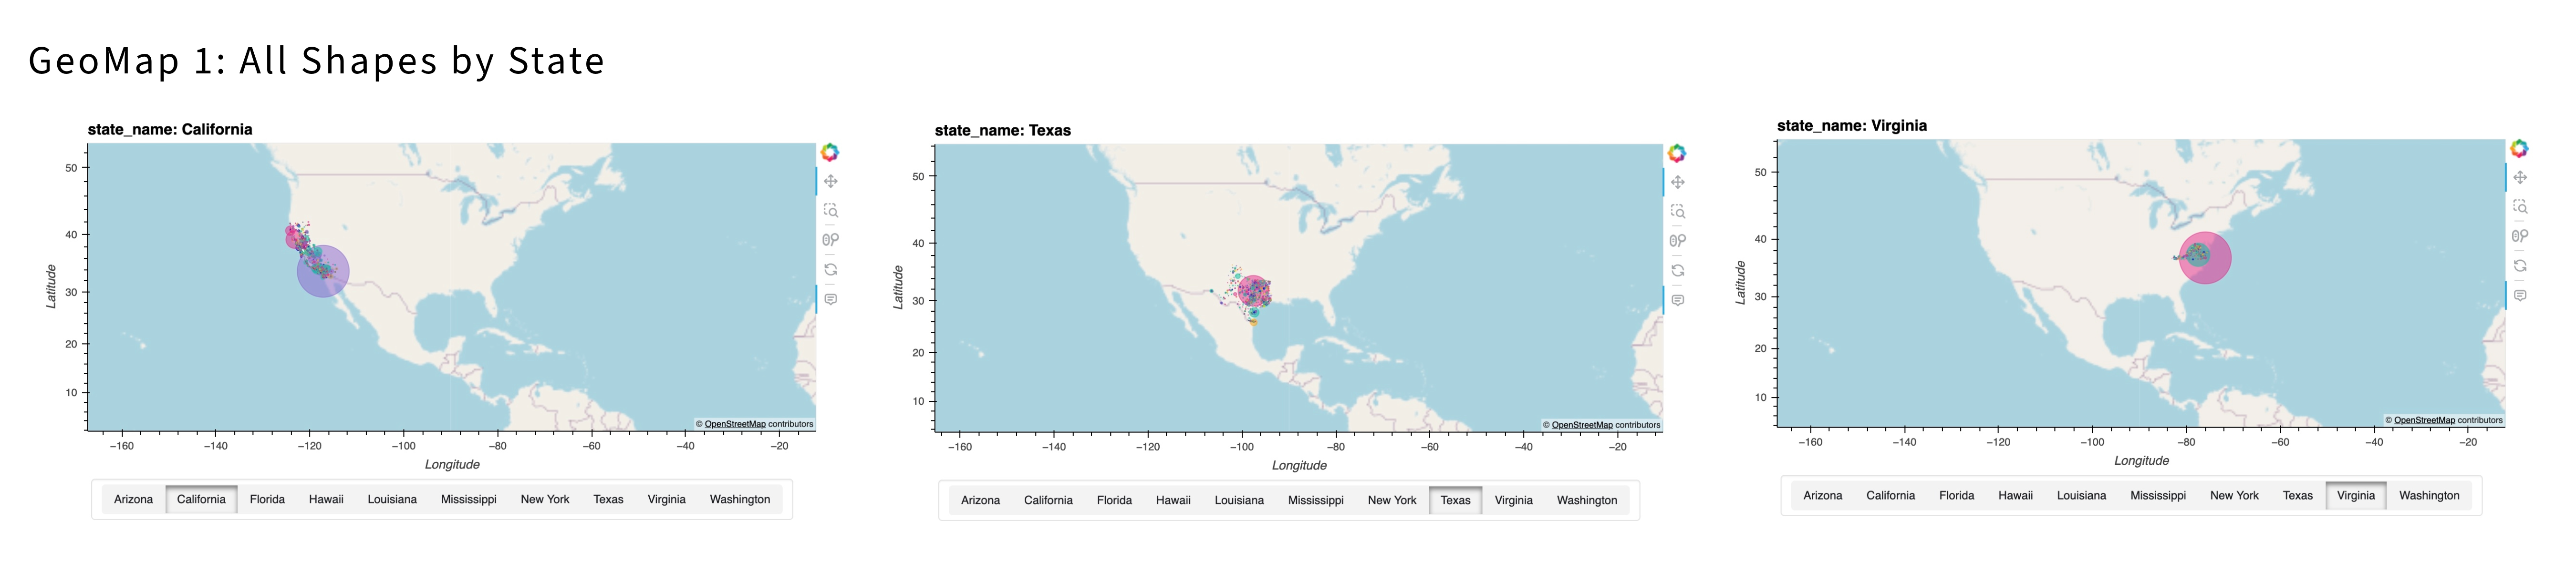 GeoMap 1: All Shapes by State
state_name: California
50
40
30
20
10
Latitude
−160 −140 −120 −100 −80 −60 −40 −20
Longitude
© OpenStreetMap contributors
Arizona California Florida Hawaii Louisiana Mississippi New York Texas Virginia Washington
state_name: Texas
50
40
30
20
10
Latitude
−160 −140 −120 −100 −80 −60 −40 −20
Longitude
© OpenStreetMap contributors
Arizona California Florida Hawaii Louisiana Mississippi New York Texas Virginia Washington
state_name: Virginia
50
40
30
20
10
Latitude
−160 −140 −120 −100 −80 −60 −40 −20
Longitude
© OpenStreetMap contributors
Arizona California Florida Hawaii Louisiana Mississippi New York Texas Virginia Washington